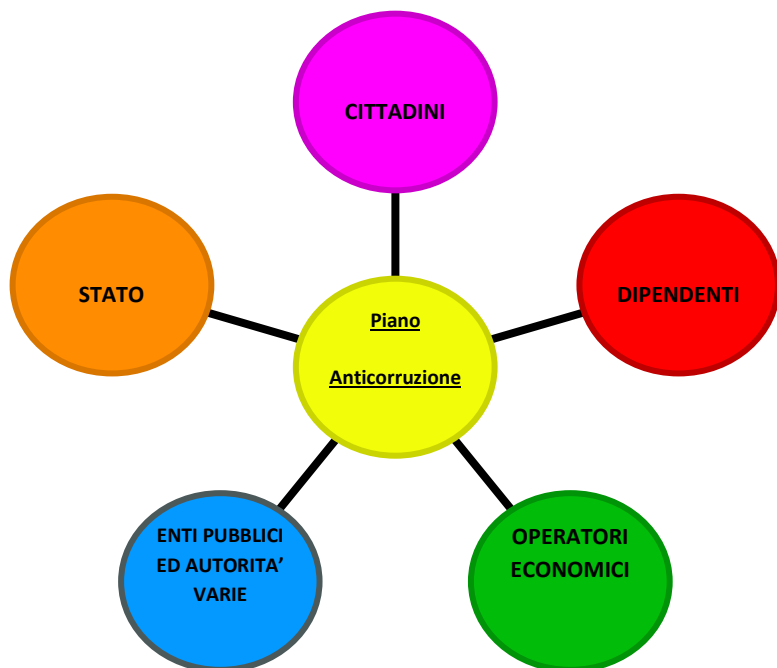 CITTADINI
STATO
DIPENDENTI
Piano
Anticorruzione
ENTI PUBBLICI
ED AUTORITA’
VARIE
OPERATORI
ECONOMICI